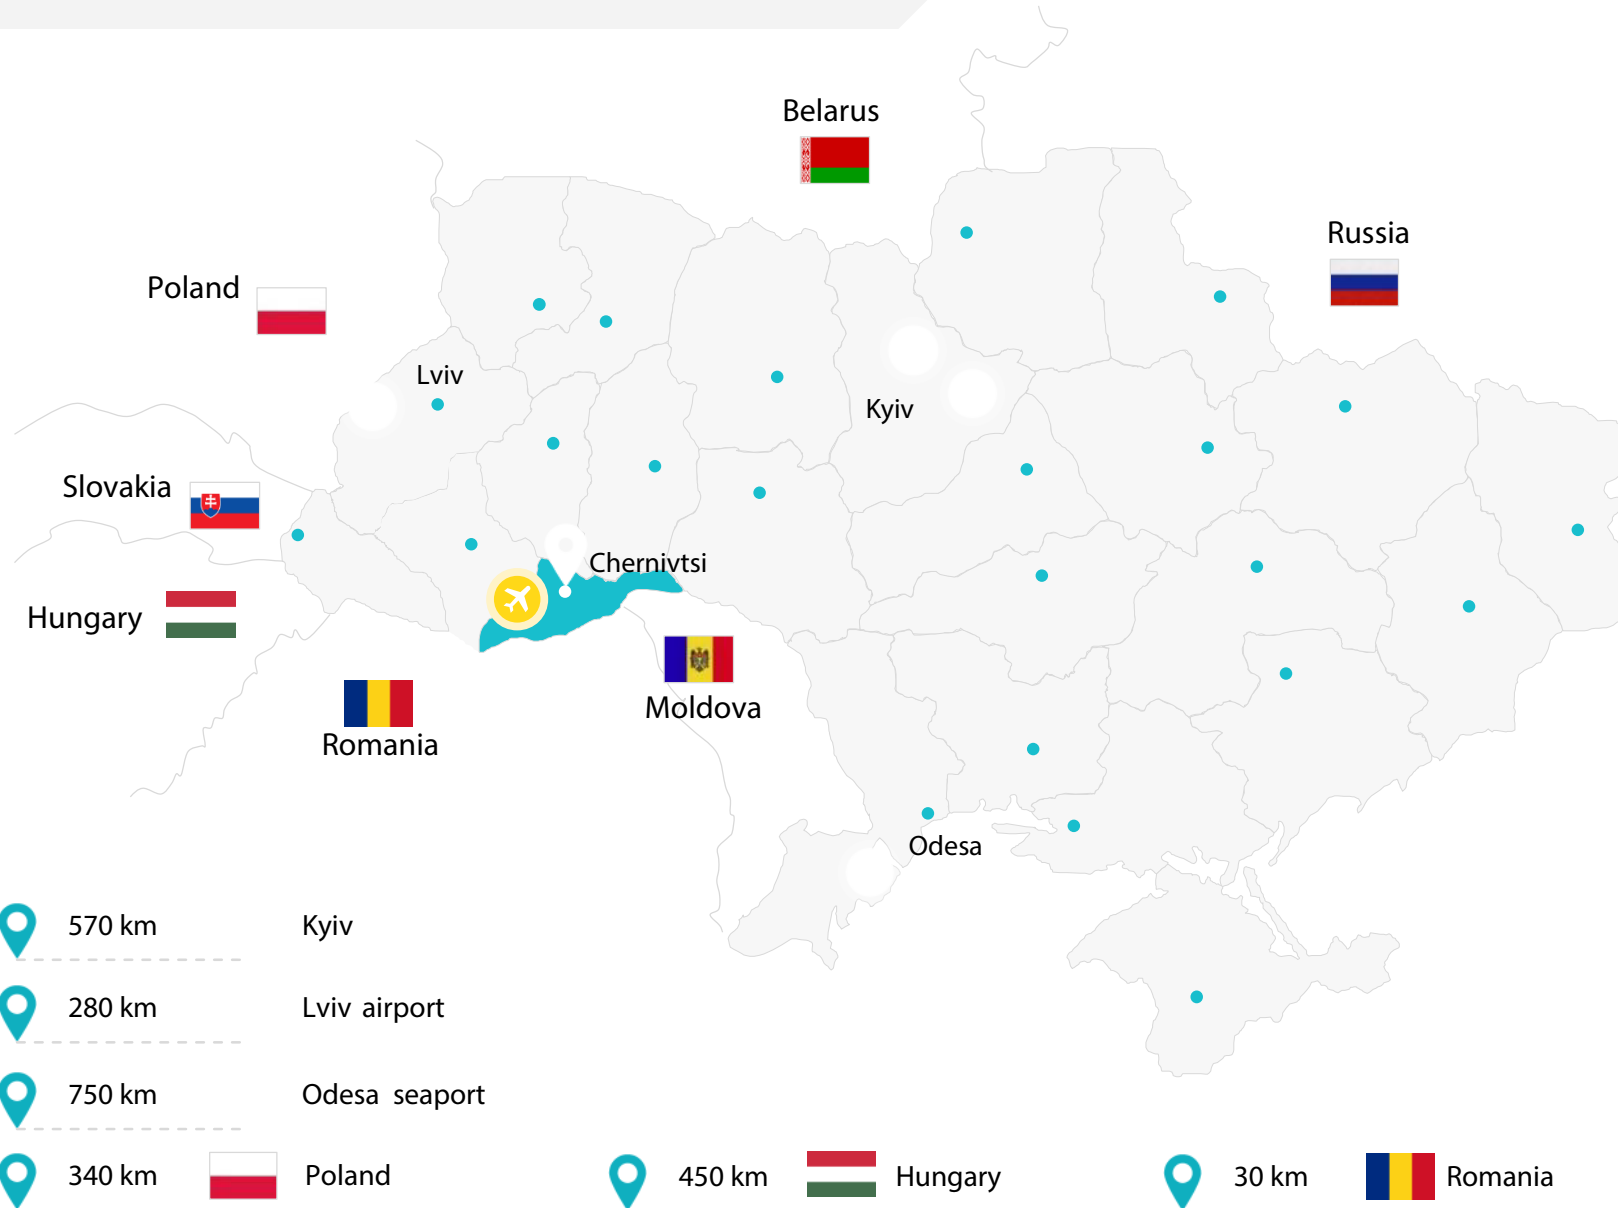 Belarus
Russia
Poland
Lviv
Kyiv
Slovakia
Chernivtsi
Hungary
Moldova
Romania
Odesa
570 km Kyiv
280 km Lviv airport
750 km Odesa seaport
340 km Poland
450 km Hungary
30 km Romania